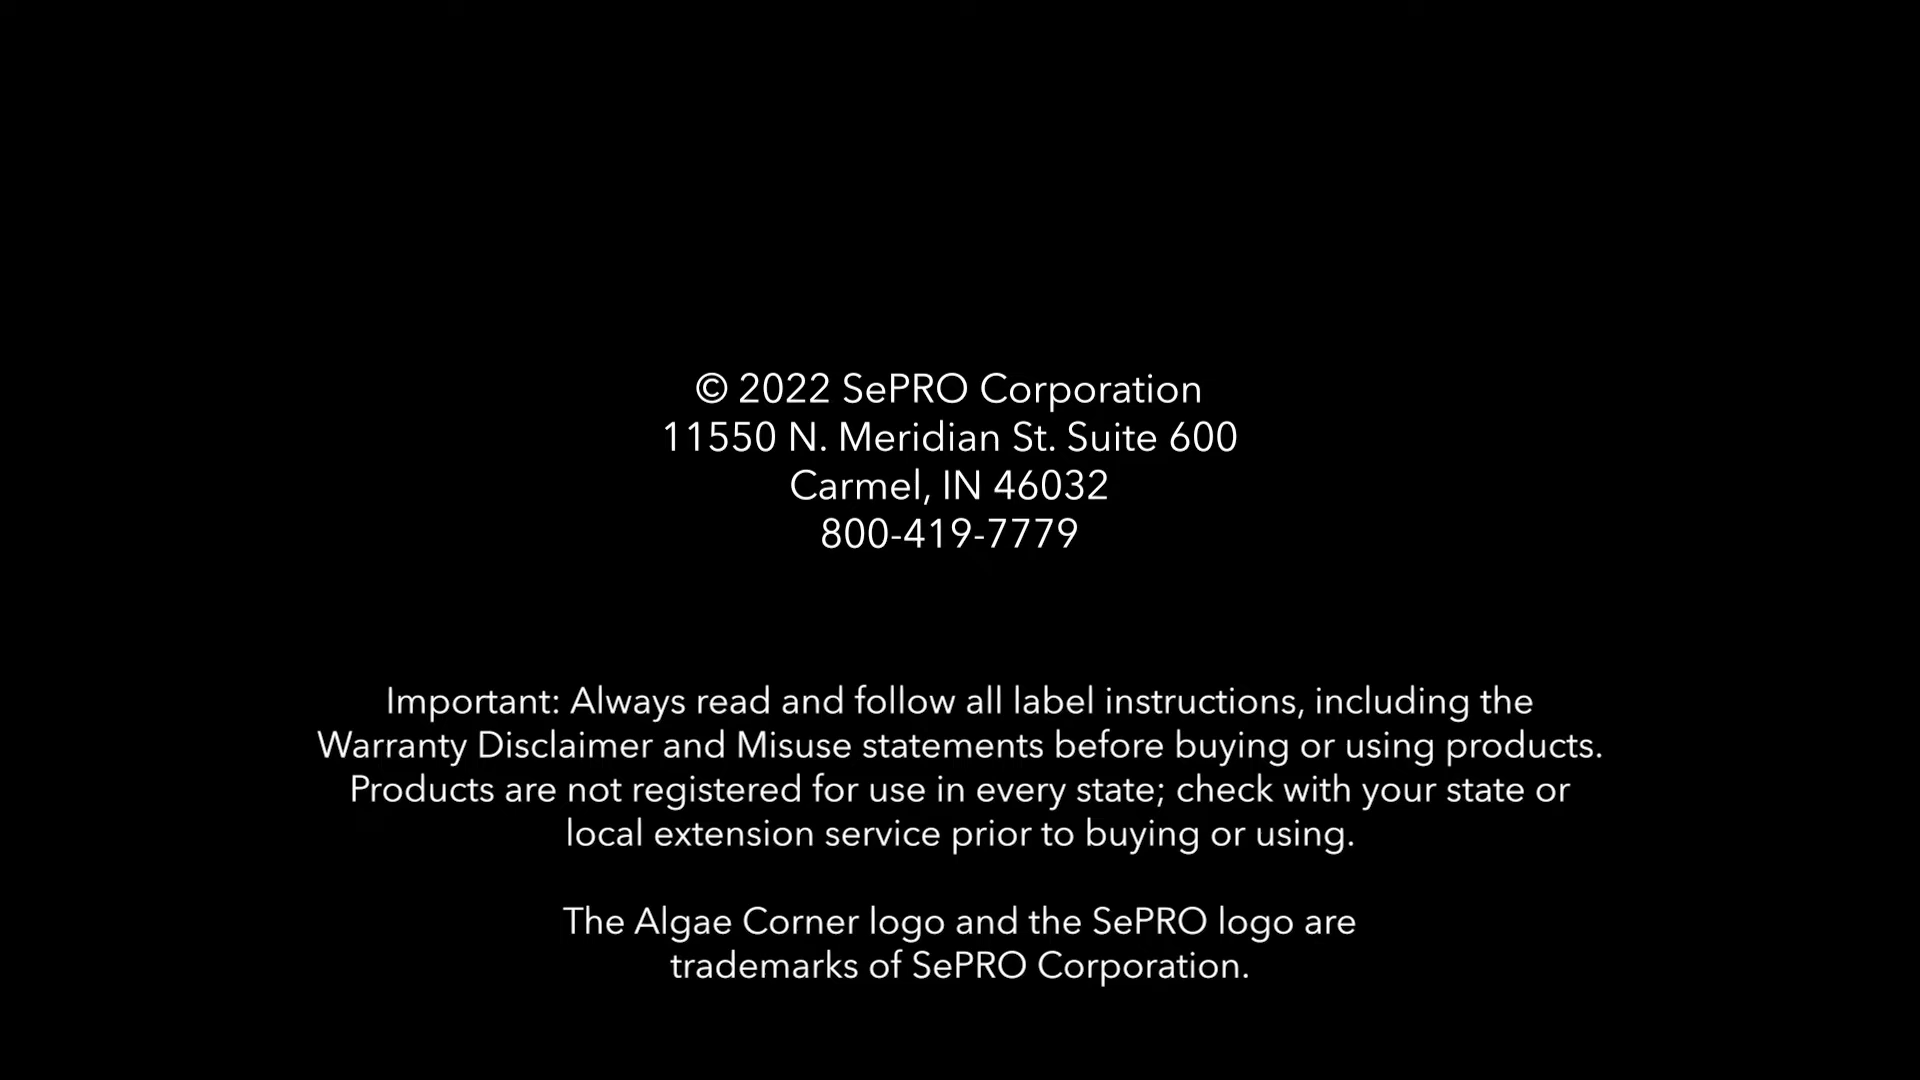 © 2022 SePRO Corporation
11550 N. Meridian St. Suite 600
Carmel, IN 46032
800-419-7779
Important: Always read and follow all label instructions, including the
Warranty Disclaimer and Misuse statements before buying or using products.
Products are not registered for use in every state; check with your state or
local extension service prior to buying or using.
The Algae Corner logo and the SePRO logo are
trademarks of SePRO Corporation.